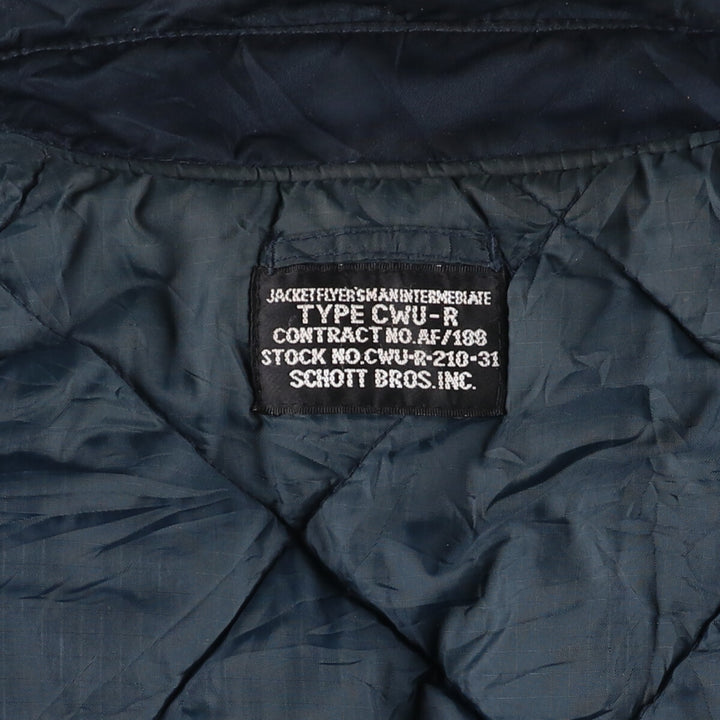 JACKET FLYER'S MAN INTERMEDIATE
TYPE CWU-R
CONTRACT NO. AF/188
STOCK NO. CWU-R-210-31
SCHOTT BROS. INC.